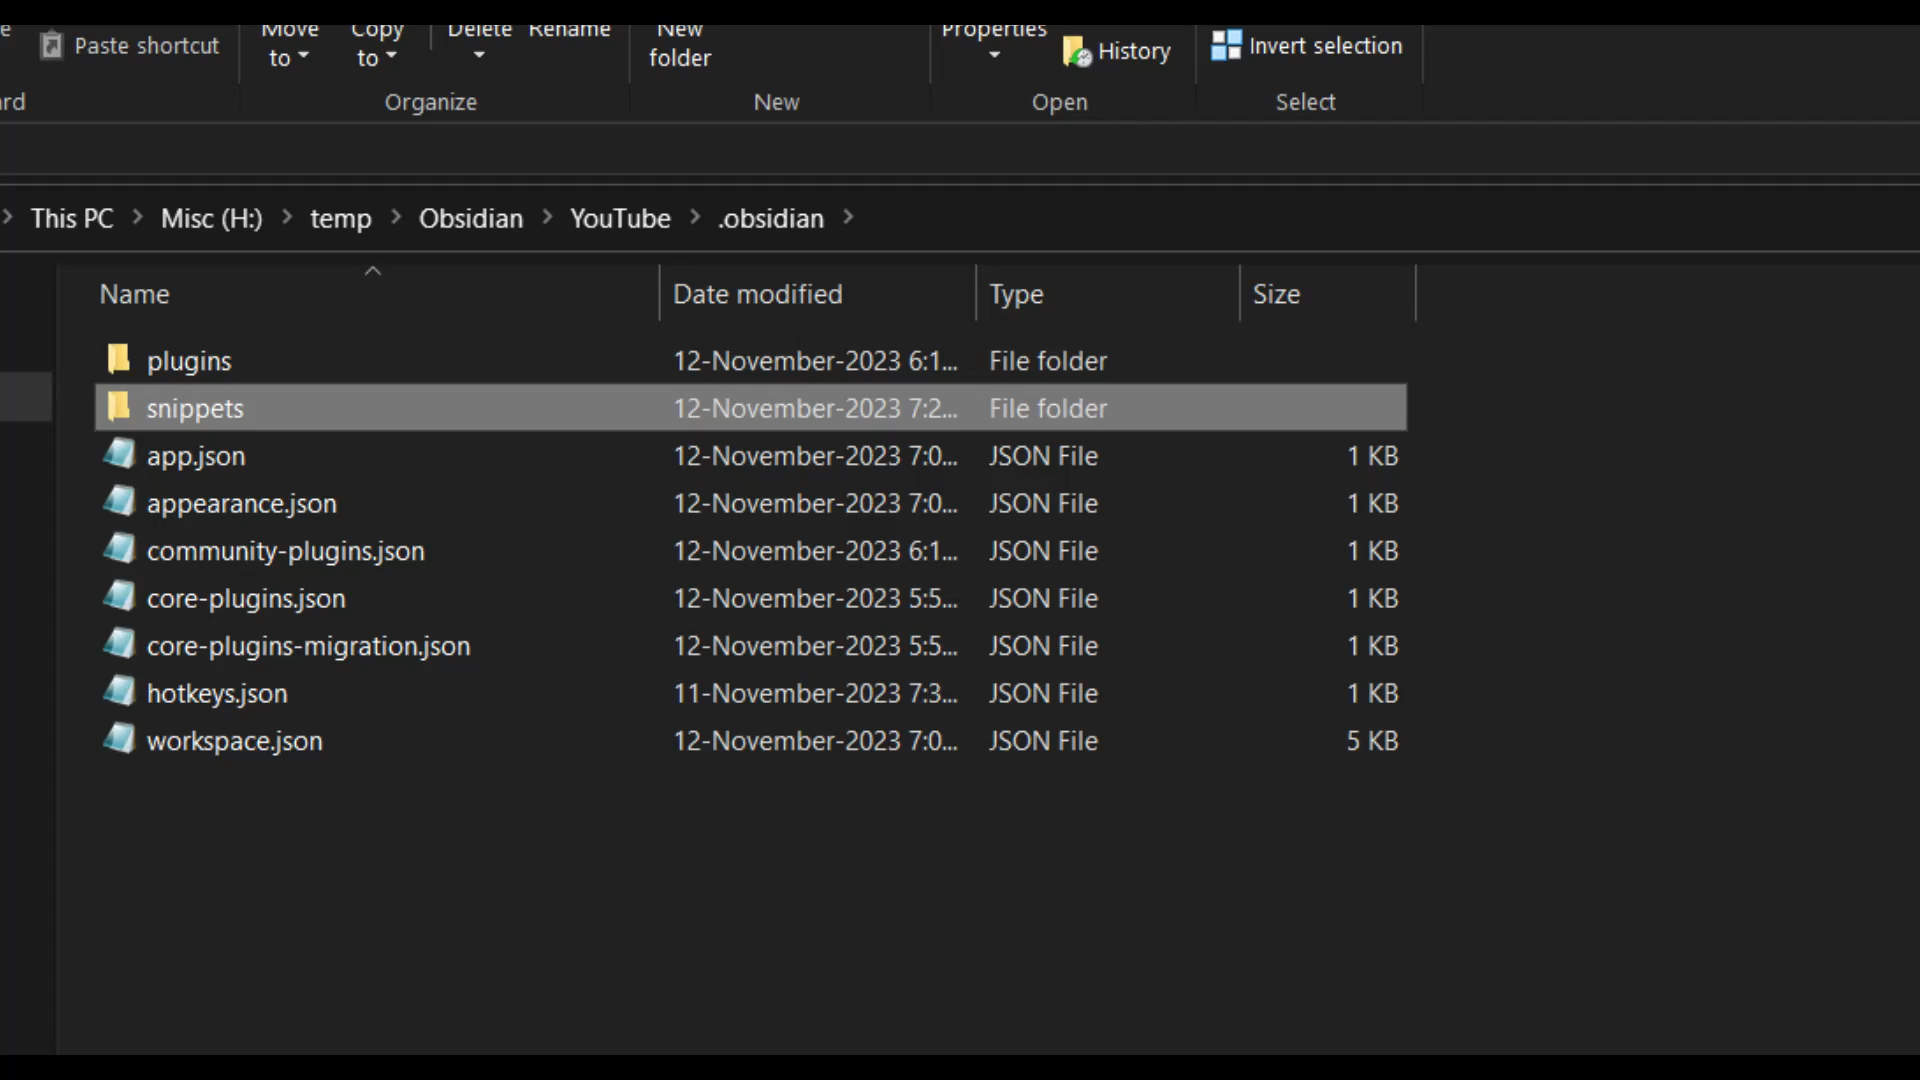 Paste shortcut
Move to
Copy to
Delete
Rename
New folder
Properties
History
Invert selection
Organize
New
Open
Select
This PC > Misc (H:) > temp > Obsidian > YouTube > .obsidian >
Name Date modified Type Size
plugins 12-November-2023 6:1... File folder
snippets 12-November-2023 7:2... File folder
app.json 12-November-2023 7:0... JSON File 1 KB
appearance.json 12-November-2023 7:0... JSON File 1 KB
community-plugins.json 12-November-2023 6:1... JSON File 1 KB
core-plugins.json 12-November-2023 5:5... JSON File 1 KB
core-plugins-migration.json 12-November-2023 5:5... JSON File 1 KB
hotkeys.json 11-November-2023 7:3... JSON File 1 KB
workspace.json 12-November-2023 7:0... JSON File 5 KB